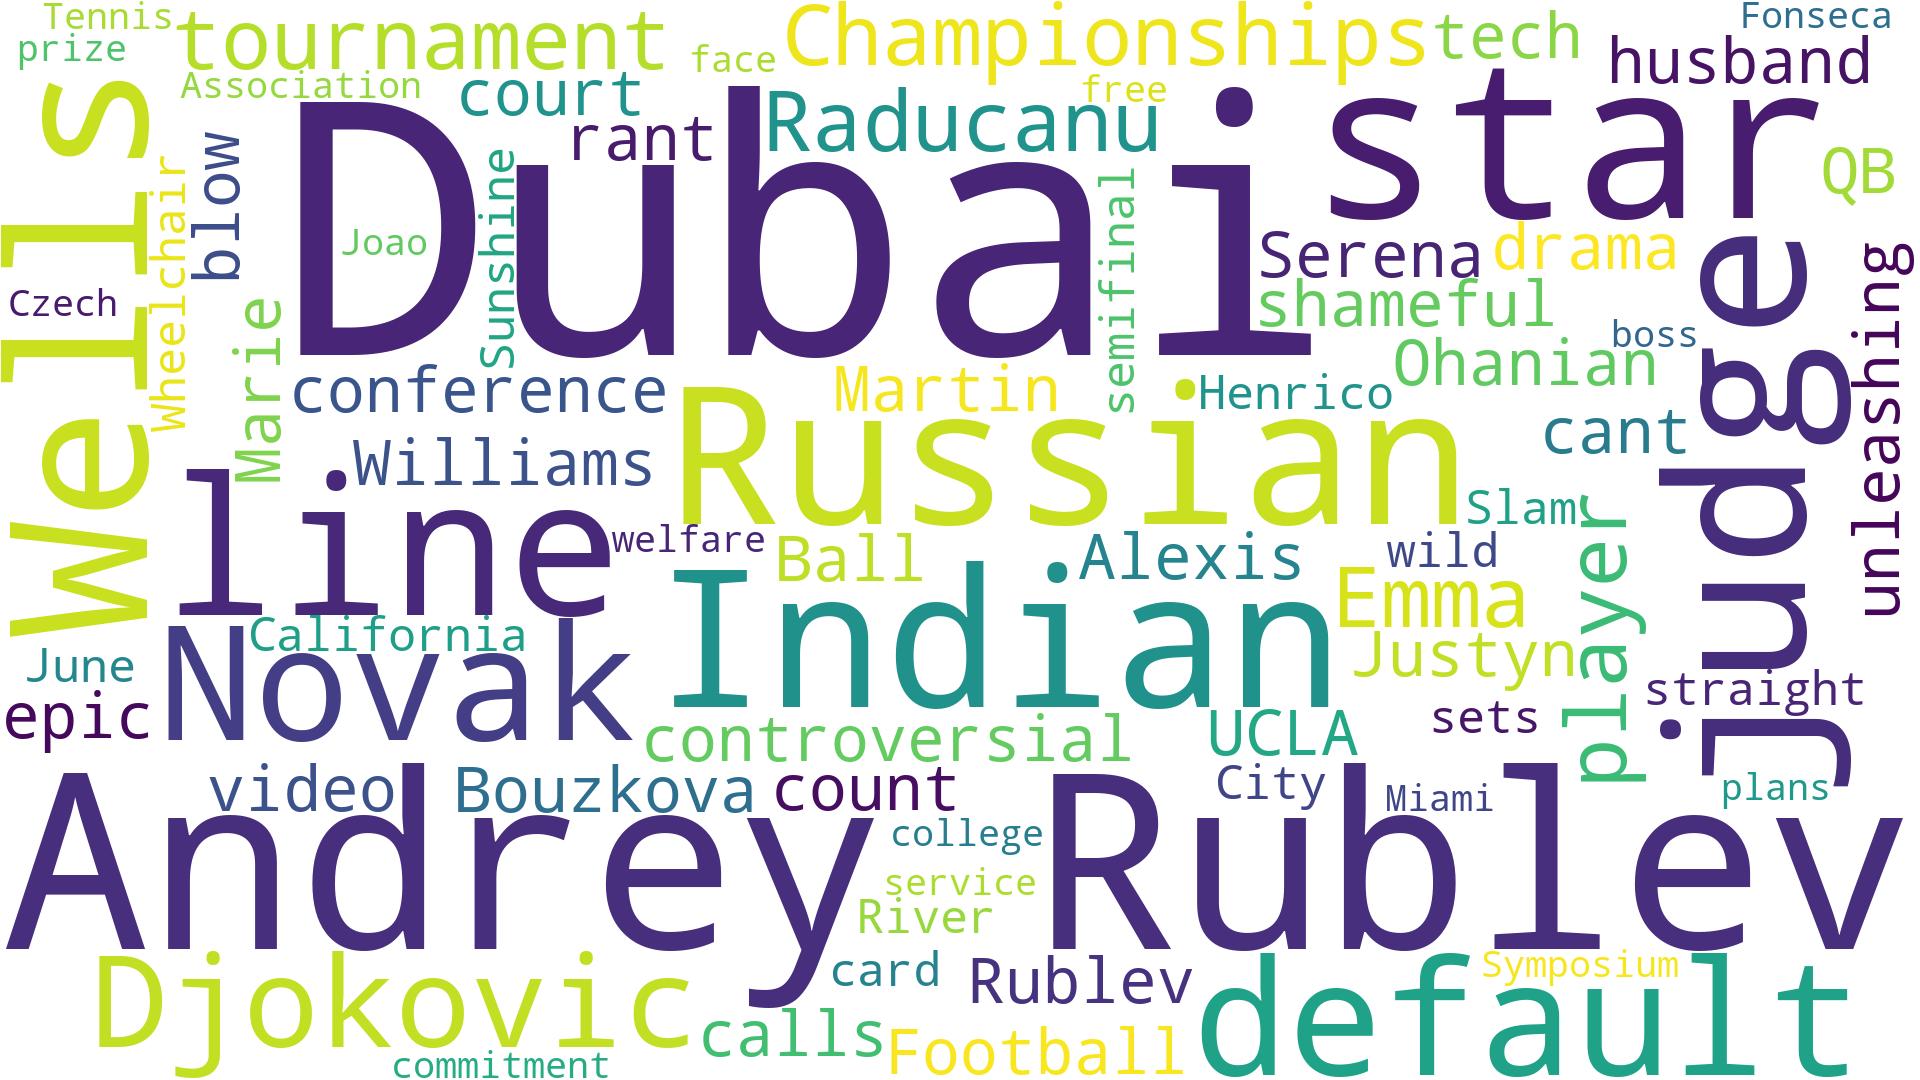 Tennis
tournament
Championships
tech
Fonseca
prize
face
husband
Association
court
free
Wells
Dubai
star
Raducanu
rant
blow
Wheelchair
Sunshine
semifinal
QB
Joao
Serena
drama
judge
unleashing
Czech
Marie
shameful
boss
conference
Martin
Russian
Henrico
Ohanian
cant
Williams
line
Slam
player
welfare
Ball
Alexis
wild
Indian
Emma
California
Novak
June
Justyn
straight
epic
controversial
UCLA
sets
video
Bouzkova
count
City
Miami
plans
Andrey
Rublev
college
service
River
Djokovic
card
Rublev
Symposium
default
calls
Football
commitment